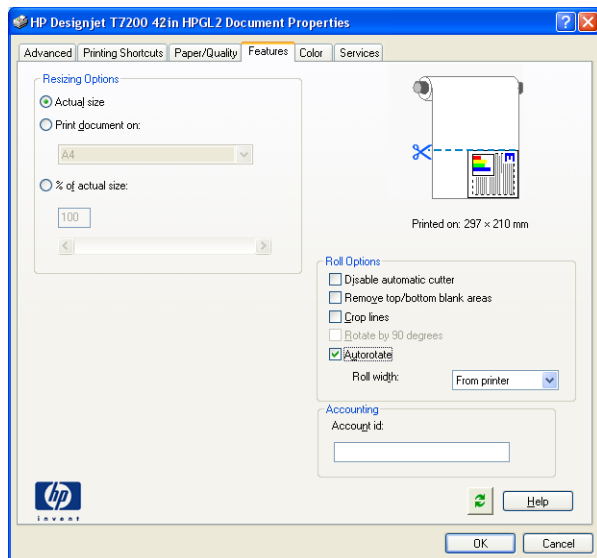 HP Designjet T7200 42in HPGL2 Document Properties
Advanced Printing Shortcuts Paper/Quality Features Color Services
Resizing Options
Actual size
Print document on:
A4
% of actual size:
100
Printed on: 297 × 210 mm
Roll Options
Disable automatic cutter
Remove top/bottom blank areas
Crop lines
Rotate by 90 degrees
Autorotate
Roll width: From printer
Accounting
Account id:
hp
invent
Help
OK Cancel